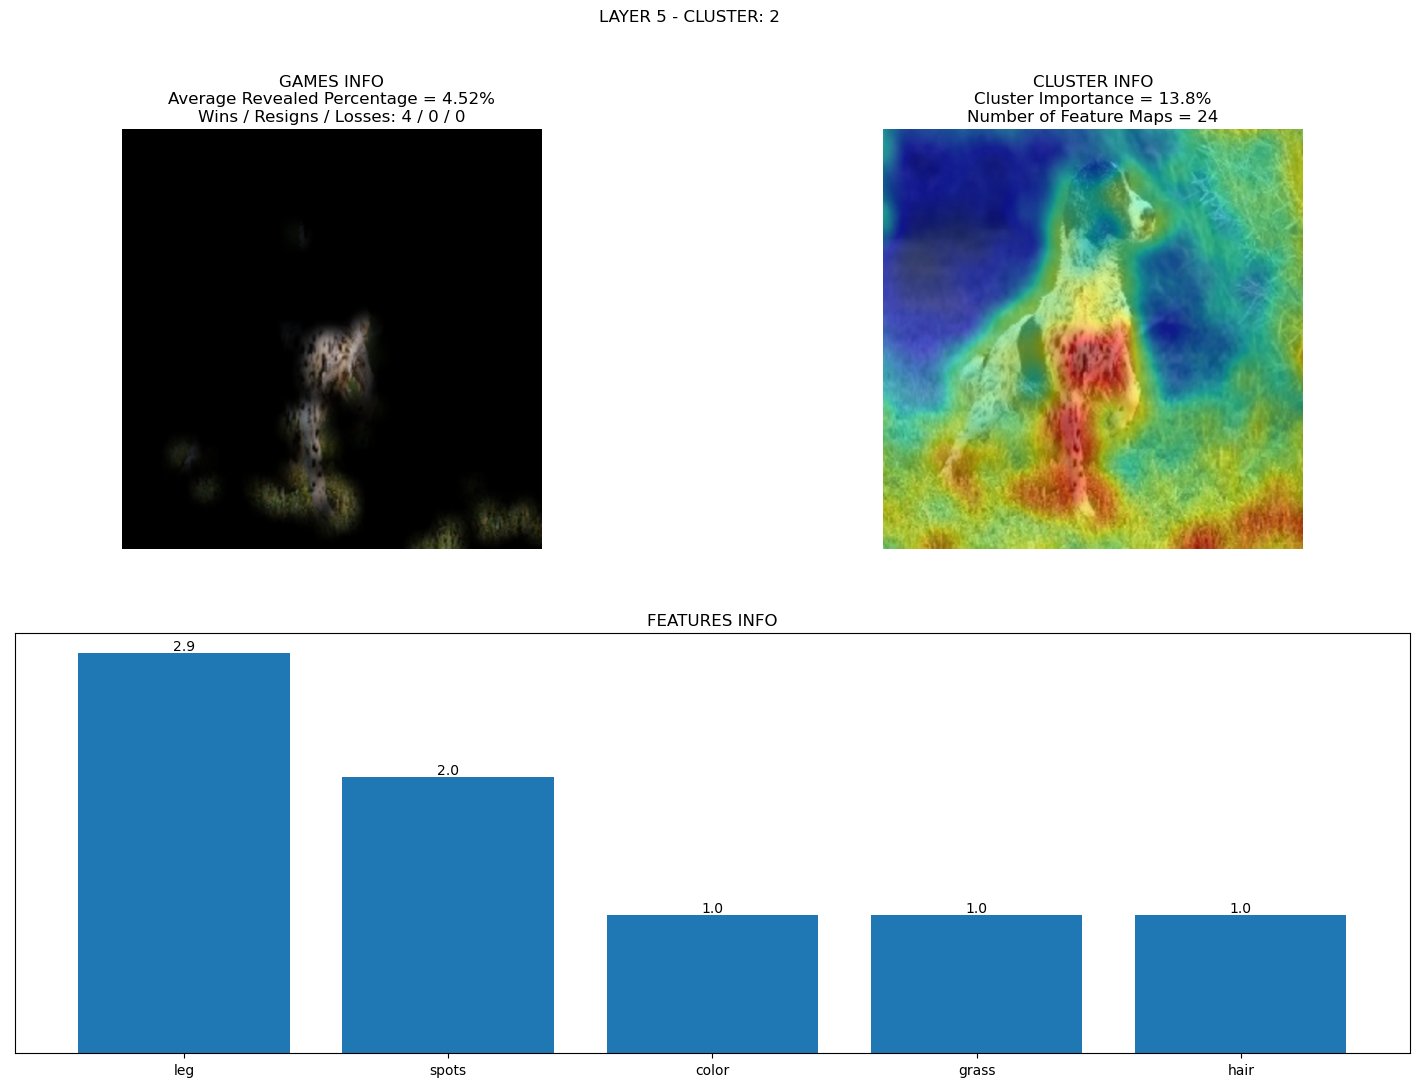 LAYER 5 - CLUSTER: 2
GAMES INFO
Average Revealed Percentage = 4.52%
Wins / Resigns / Losses: 4 / 0 / 0
CLUSTER INFO
Cluster Importance = 13.8%
Number of Feature Maps = 24
FEATURES INFO
2.9
2.0
1.0
1.0
1.0
leg
spots
color
grass
hair